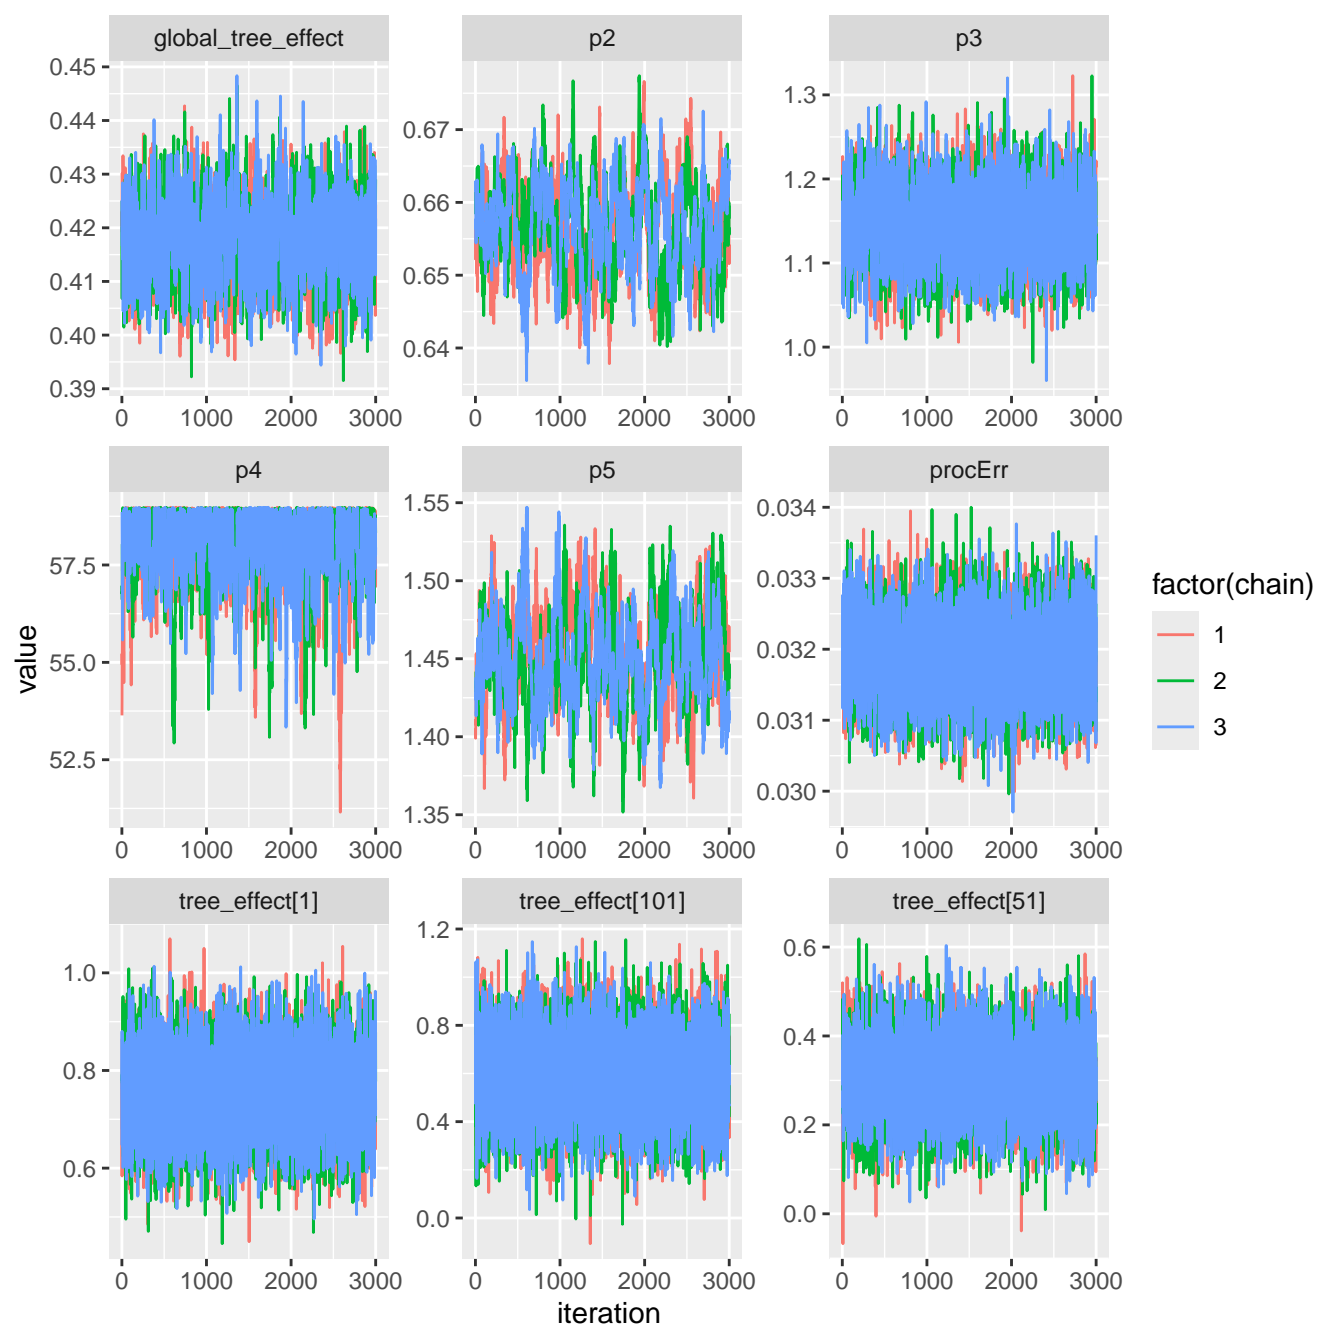 global_tree_effect p2 p3
0.45
0.44
0.43
0.42
0.41
0.40
0.39
0 1000 2000 3000
0.67
0.66
0.65
0.64
0 1000 2000 3000
1.3
1.2
1.1
1.0
0 1000 2000 3000
p4 p5 procErr
57.5
55.0
52.5
0 1000 2000 3000
1.55
1.50
1.45
1.40
1.35
0 1000 2000 3000
0.034
0.033
0.032
0.031
0.030
0 1000 2000 3000
tree_effect[1] tree_effect[101] tree_effect[51]
1.0
0.8
0.6
0 1000 2000 3000
1.2
0.8
0.4
0.0
0 1000 2000 3000
0.6
0.4
0.2
0.0
0 1000 2000 3000
value
iteration
factor(chain)
1
2
3